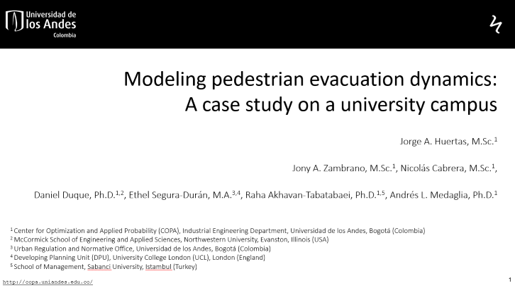 Universidad de
los Andes
Colombia
Modeling pedestrian evacuation dynamics:
A case study on a university campus
Jorge A. Huertas, M.Sc.¹
Jony A. Zambrano, M.Sc.¹, Nicolás Cabrera, M.Sc.¹,
Daniel Duque, Ph.D.¹,², Ethel Segura-Durán, M.A.³,⁴, Raha Akhavan-Tabatabaei, Ph.D.¹,⁵, Andrés L. Medaglia, Ph.D.¹
¹ Center for Optimization and Applied Probability (COPA), Industrial Engineering Department, Universidad de los Andes, Bogotá (Colombia)
² McCormick School of Engineering and Applied Sciences, Northwestern University, Evanston, Illinois (USA)
³ Urban Regulation and Normative Office, Universidad de los Andes, Bogotá (Colombia)
⁴ Developing Planning Unit (DPU), University College London (UCL), London (England)
⁵ School of Management, Sabanci University, Istambul (Turkey)
http://copa.uniandes.edu.co/
1